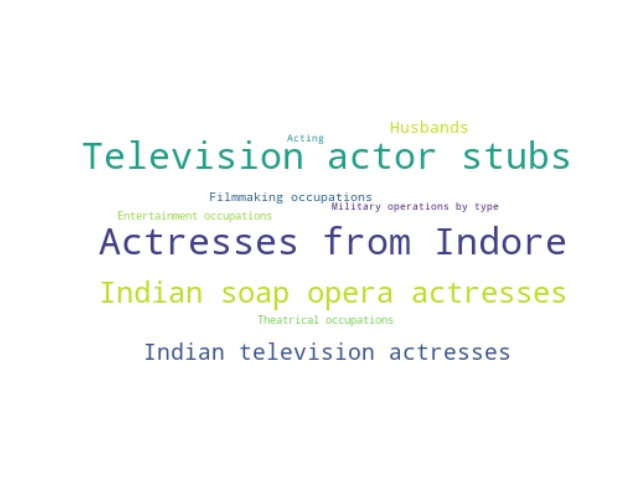 Husbands
Acting
Television actor stubs
Filmmaking occupations
Military operations by type
Entertainment occupations
Actresses from Indore
Indian soap opera actresses
Theatrical occupations
Indian television actresses